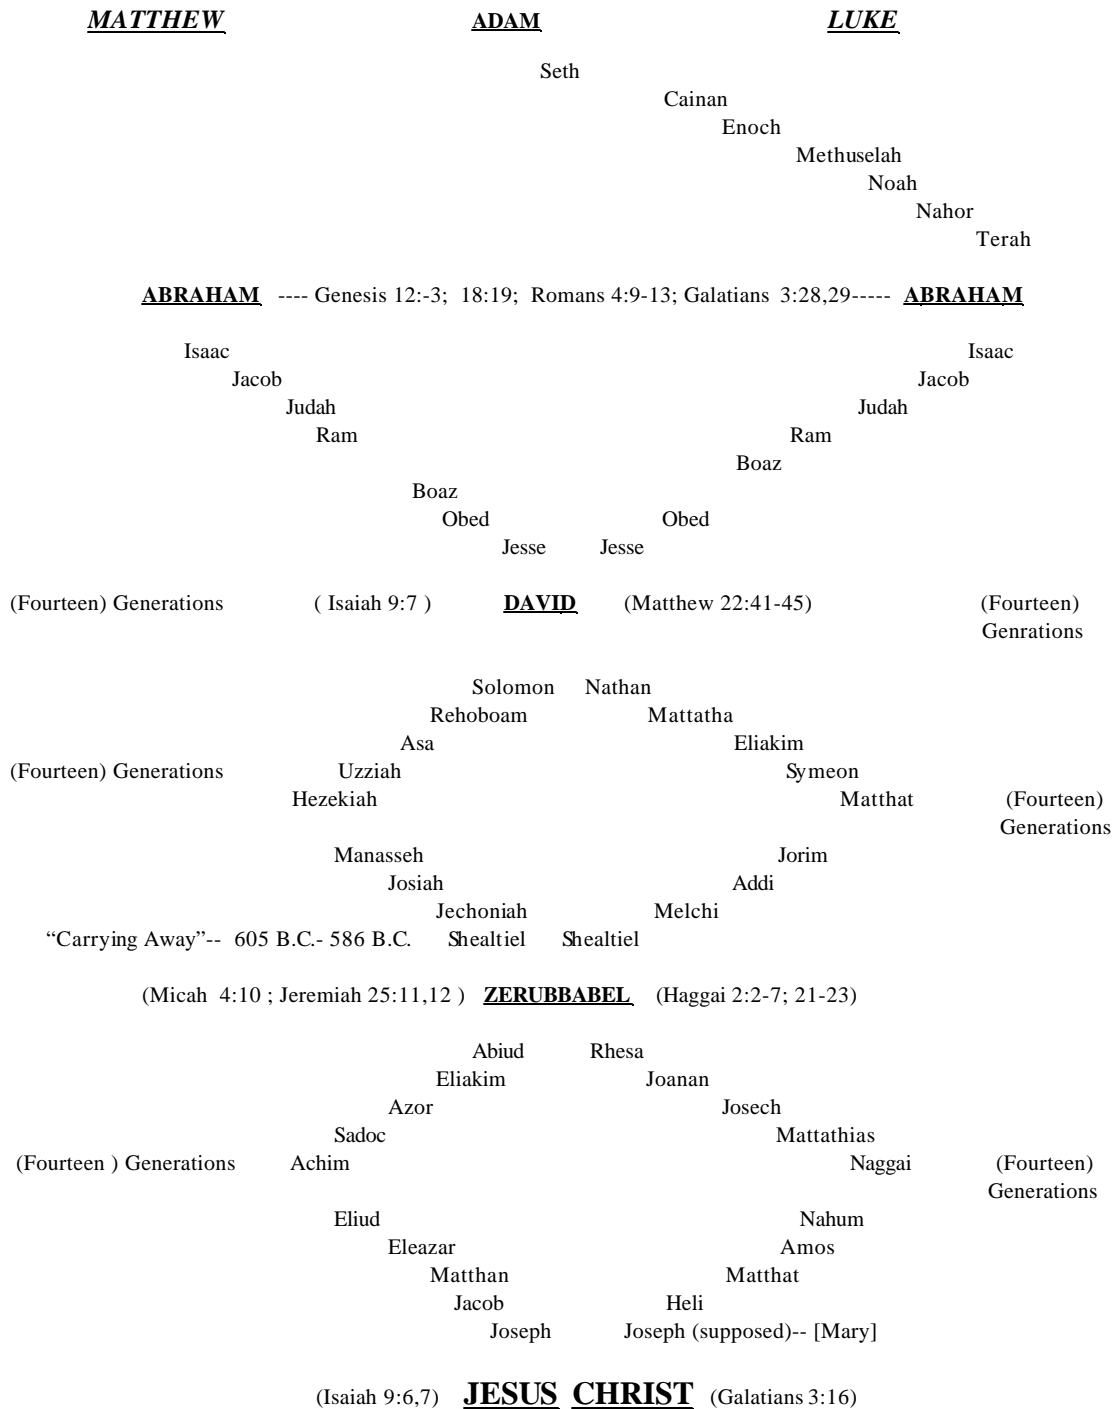 MATTHEW ADAM LUKE
Seth
Cainan
Enoch
Methuselah
Noah
Nahor
Terah
ABRAHAM ---- Genesis 12:-3; 18:19; Romans 4:9-13; Galatians 3:28,29----- ABRAHAM
Isaac Isaac
Jacob Jacob
Judah Judah
Ram Ram
Boaz
Boaz
Obed Obed
Jesse Jesse
(Fourteen) Generations ( Isaiah 9:7 ) DAVID (Matthew 22:41-45) (Fourteen)
Genrations
Solomon Nathan
Rehoboam Mattatha
Asa Eliakim
(Fourteen) Generations Uzziah Symeon
Hezekiah Matthat (Fourteen)
Generations
Manasseh Jorim
Josiah Addi
Jechoniah Melchi
“Carrying Away”-- 605 B.C.- 586 B.C. Shealtiel Shealtiel
(Micah 4:10 ; Jeremiah 25:11,12 ) ZERUBBABEL (Haggai 2:2-7; 21-23)
Abiud Rhesa
Eliakim Joanan
Azor Josech
Sadoc Mattathias
(Fourteen ) Generations Achim Naggai (Fourteen)
Generations
Eliud Nahum
Eleazar Amos
Matthan Matthat
Jacob Heli
Joseph Joseph (supposed)-- [Mary]
(Isaiah 9:6,7) JESUS CHRIST (Galatians 3:16)